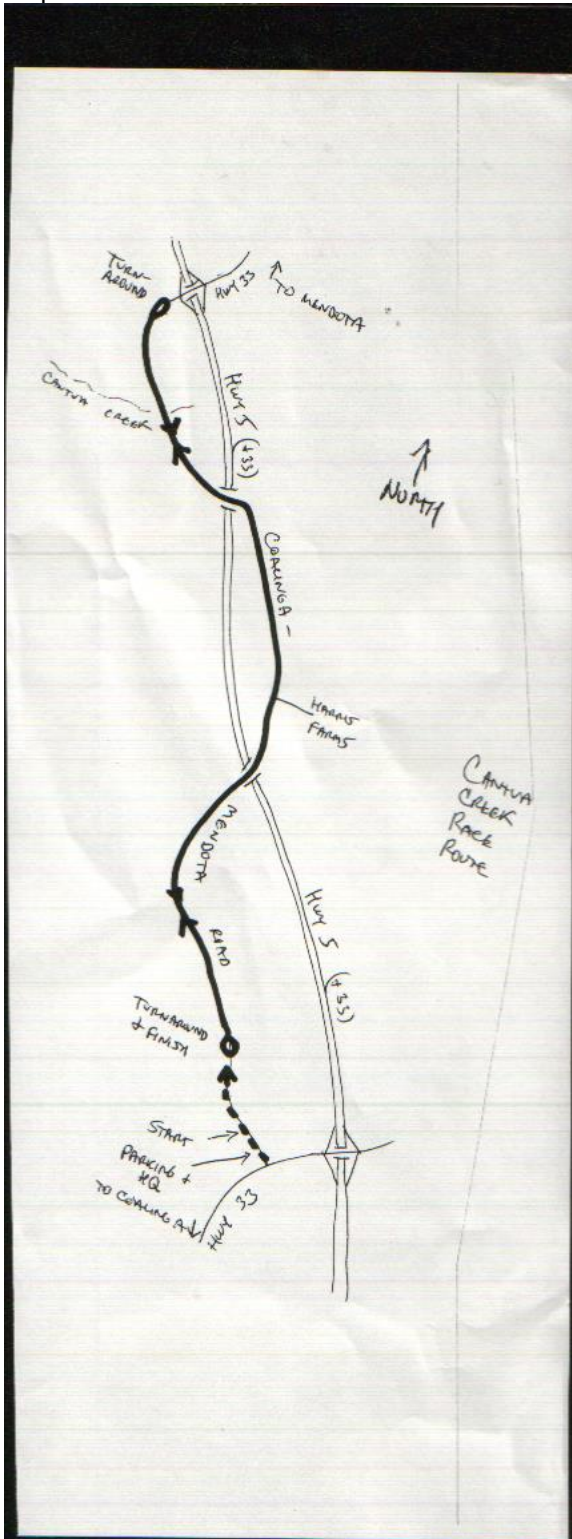 TURN-
AROUND
HWY 33
↑
TO MENDOTA
CANTUA CREEK
HWY 5 (+33)
↑
NORTH
COALINGA -
HARRIS
FARMS
CANTUA
CREEK
RACE
ROUTE
MENDOTA
ROAD
HWY 5 (+33)
TURNAROUND
+ FINISH
START
PARKING +
HQ
TO COALINGA
HWY 33